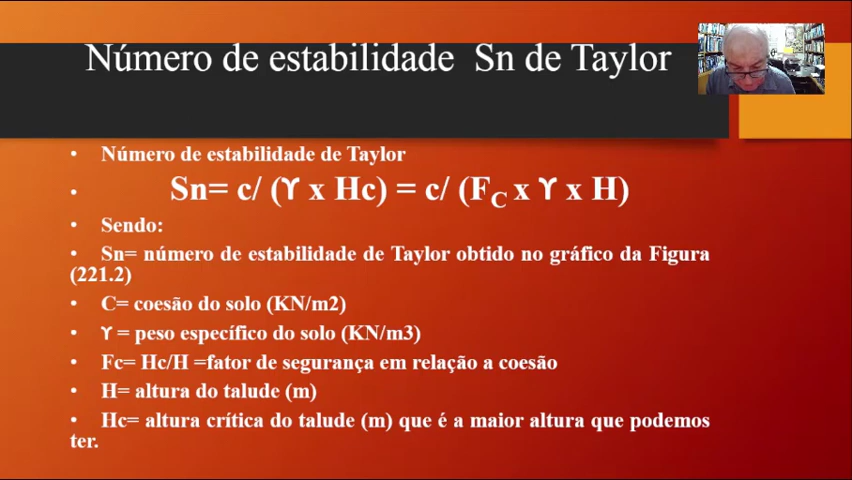 Número de estabilidade Sn de Taylor
• Número de estabilidade de Taylor
• Sn= c/ (ϒ x Hc) = c/ (F_C x ϒ x H)
• Sendo:
• Sn= número de estabilidade de Taylor obtido no gráfico da Figura
(221.2)
• C= coesão do solo (KN/m2)
• ϒ = peso específico do solo (KN/m3)
• Fc= Hc/H =fator de segurança em relação a coesão
• H= altura do talude (m)
• Hc= altura crítica do talude (m) que é a maior altura que podemos
ter.